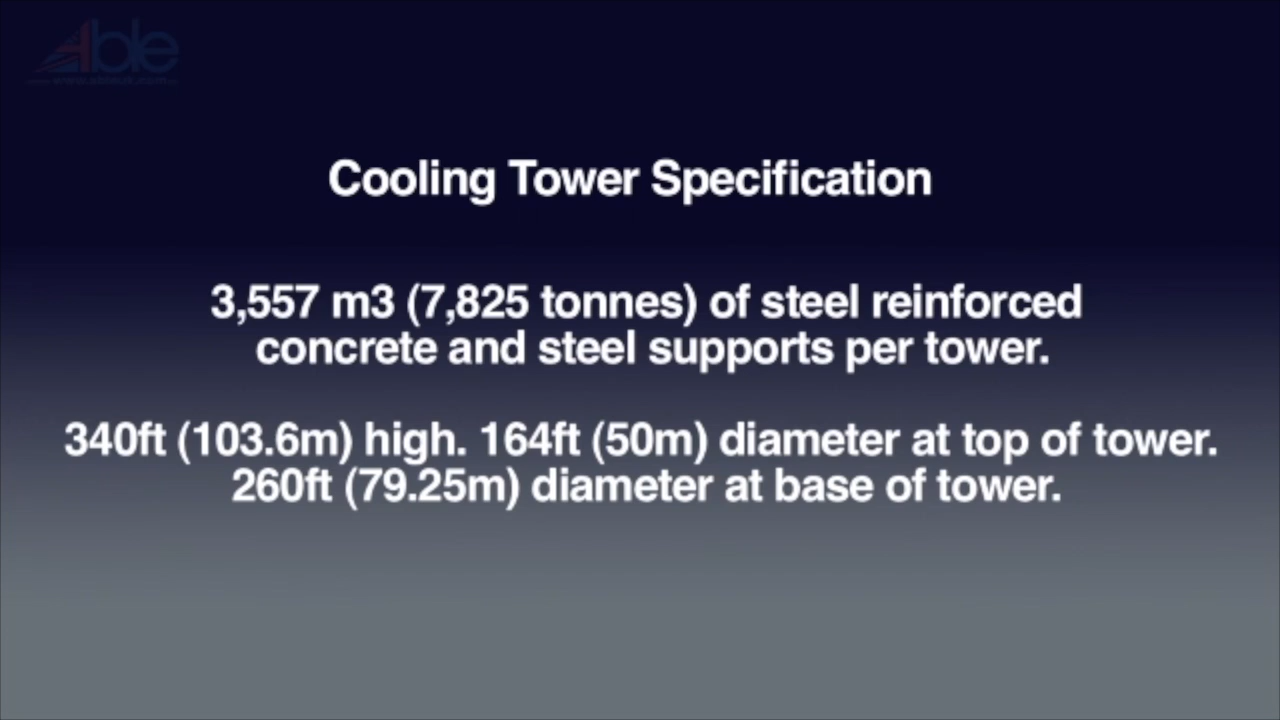 Able
Cooling Tower Specification
3,557 m3 (7,825 tonnes) of steel reinforced
concrete and steel supports per tower.
340ft (103.6m) high. 164ft (50m) diameter at top of tower.
260ft (79.25m) diameter at base of tower.